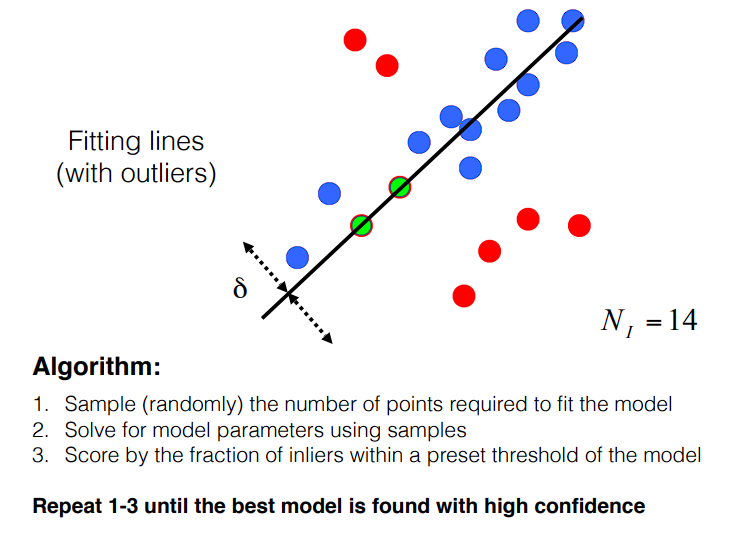 Fitting lines
(with outliers)
δ
N_I = 14
Algorithm:
1. Sample (randomly) the number of points required to fit the model
2. Solve for model parameters using samples
3. Score by the fraction of inliers within a preset threshold of the model
Repeat 1-3 until the best model is found with high confidence